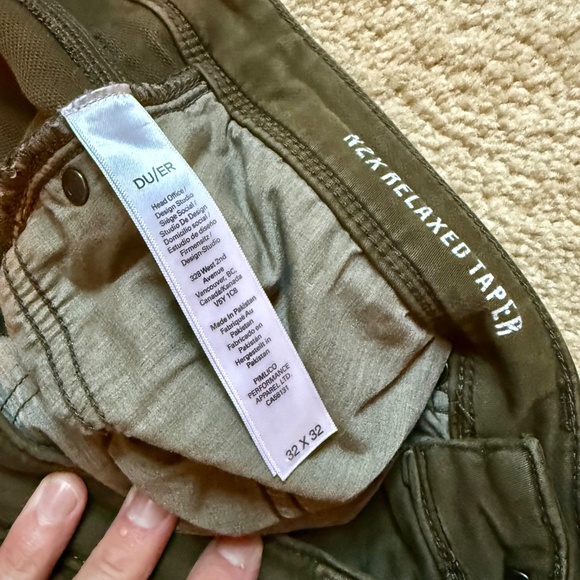 DU/ER
Head Office /
Design Studio
Siège Social /
Studio De Design
Domicilio social
Estudio de diseño
Firmensitz /
Design-Studio
328 West 2nd
Avenue
Vancouver, BC,
Canada/Kanada
V5Y 1C8
Made In Pakistan
Fabriqué Au
Pakistan
Fabricado en
Pakistan
Hergestellt in
Pakistan
PIMLICO
PERFORMANCE
APPAREL LTD.
CA56131
32 X 32
N2X RELAXED TAPER